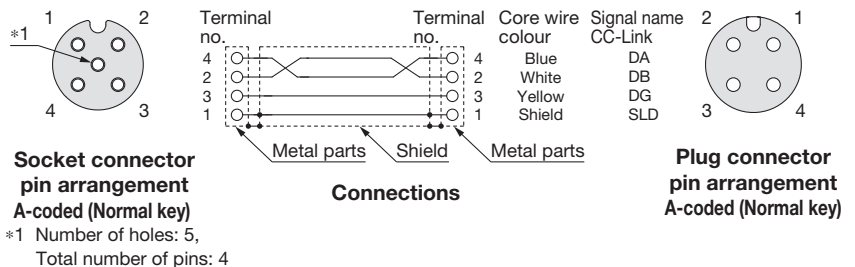 1 2
*1
4 3
Socket connector
pin arrangement
A-coded (Normal key)
*1 Number of holes: 5,
Total number of pins: 4
Terminal no. Terminal no. Core wire colour Signal name CC-Link
4 4 Blue DA
2 2 White DB
3 3 Yellow DG
1 1 Shield SLD
Metal parts Shield Metal parts
Connections
2 1
3 4
Plug connector
pin arrangement
A-coded (Normal key)